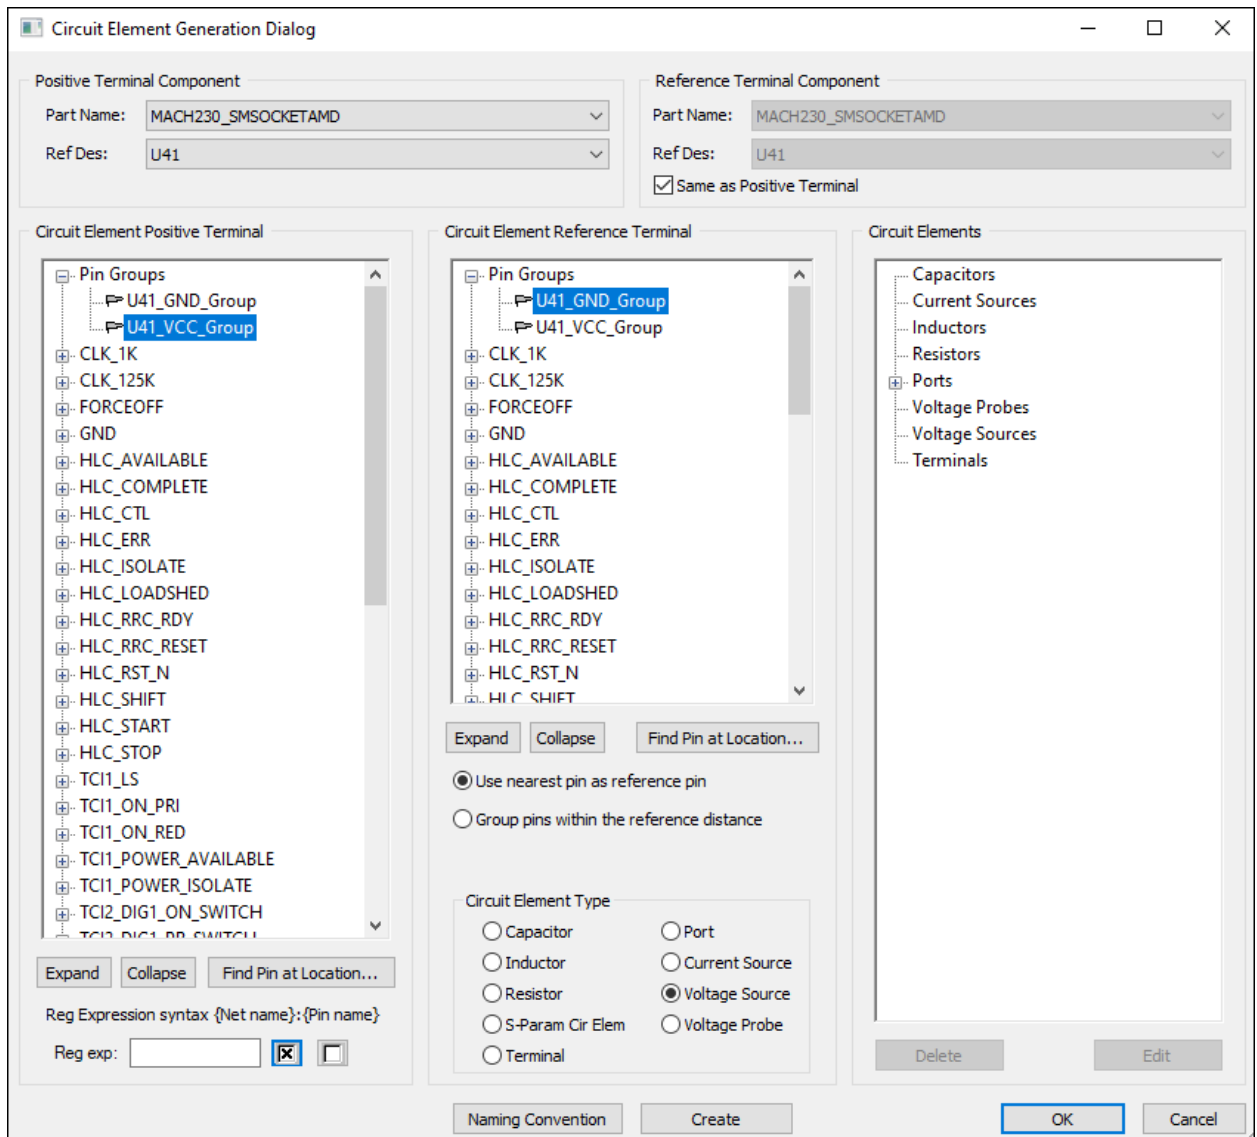 Circuit Element Generation Dialog
Positive Terminal Component
Part Name: MACH230_SMSOCKETAMD
Ref Des: U41
Reference Terminal Component
Part Name: MACH230_SMSOCKETAMD
Ref Des: U41
Same as Positive Terminal
Circuit Element Positive Terminal
Pin Groups
U41_GND_Group
U41_VCC_Group
CLK_1K
CLK_125K
FORCEOFF
GND
HLC_AVAILABLE
HLC_COMPLETE
HLC_CTL
HLC_ERR
HLC_ISOLATE
HLC_LOADSHED
HLC_RRC_RDY
HLC_RRC_RESET
HLC_RST_N
HLC_SHIFT
HLC_START
HLC_STOP
TCI1_LS
TCI1_ON_PRI
TCI1_ON_RED
TCI1_POWER_AVAILABLE
TCI1_POWER_ISOLATE
TCI2_DIG1_ON_SWITCH
TCI2_DIG1_PB_SWITCH
Expand Collapse Find Pin at Location...
Reg Expression syntax {Net name}:{Pin name}
Reg exp:
Circuit Element Reference Terminal
Pin Groups
U41_GND_Group
U41_VCC_Group
CLK_1K
CLK_125K
FORCEOFF
GND
HLC_AVAILABLE
HLC_COMPLETE
HLC_CTL
HLC_ERR
HLC_ISOLATE
HLC_LOADSHED
HLC_RRC_RDY
HLC_RRC_RESET
HLC_RST_N
HLC_SHIFT
Expand Collapse Find Pin at Location...
Use nearest pin as reference pin
Group pins within the reference distance
Circuit Element Type
Capacitor Port
Inductor Current Source
Resistor Voltage Source
S-Param Cir Elem Voltage Probe
Terminal
Circuit Elements
Capacitors
Current Sources
Inductors
Resistors
Ports
Voltage Probes
Voltage Sources
Terminals
Delete Edit
Naming Convention Create OK Cancel